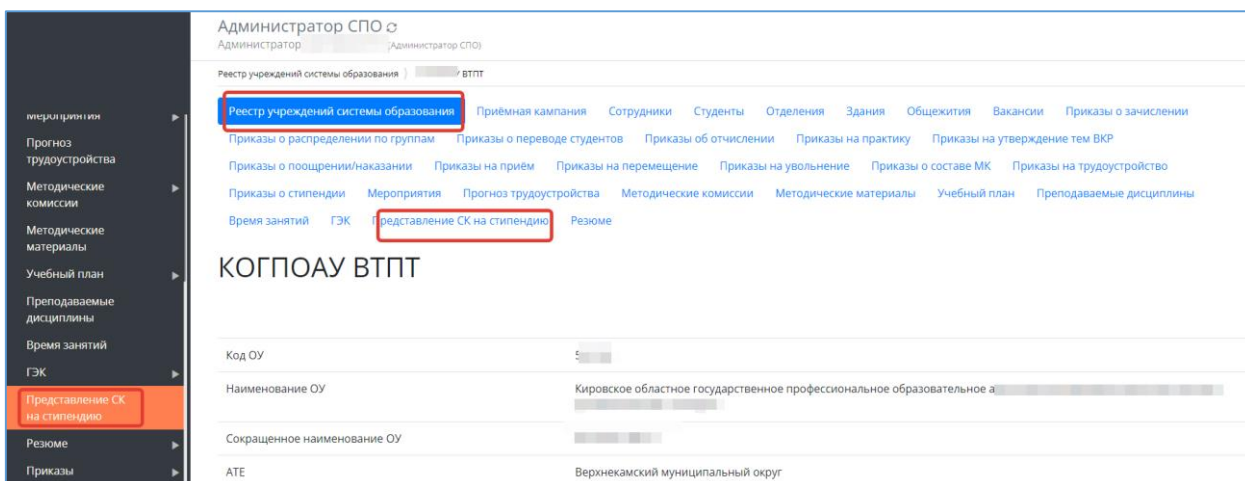 Администратор СПО
Администратор (Администратор СПО)
Реестр учреждений системы образования ВТПТ
Реестр учреждений системы образования Приёмная кампания Сотрудники Студенты Отделения Здания Общежития Вакансии Приказы о зачислении
Приказы о распределении по группам Приказы о переводе студентов Приказы об отчислении Приказы на практику Приказы на утверждение тем ВКР
Приказы о поощрении/наказании Приказы на приём Приказы на перемещение Приказы на увольнение Приказы о составе МК Приказы на трудоустройство
Приказы о стипендии Мероприятия Прогноз трудоустройства Методические комиссии Методические материалы Учебный план Преподаваемые дисциплины
Время занятий ГЭК Представление СК на стипендию Резюме
Мероприятия
Прогноз
трудоустройства
Методические
комиссии
Методические
материалы
Учебный план
Преподаваемые
дисциплины
Время занятий
ГЭК
Представление СК
на стипендию
Резюме
Приказы
КОГПОАУ ВТПТ
Код ОУ 5
Наименование ОУ Кировское областное государственное профессиональное образовательное а
Сокращенное наименование ОУ
АТЕ Верхнекамский муниципальный округ